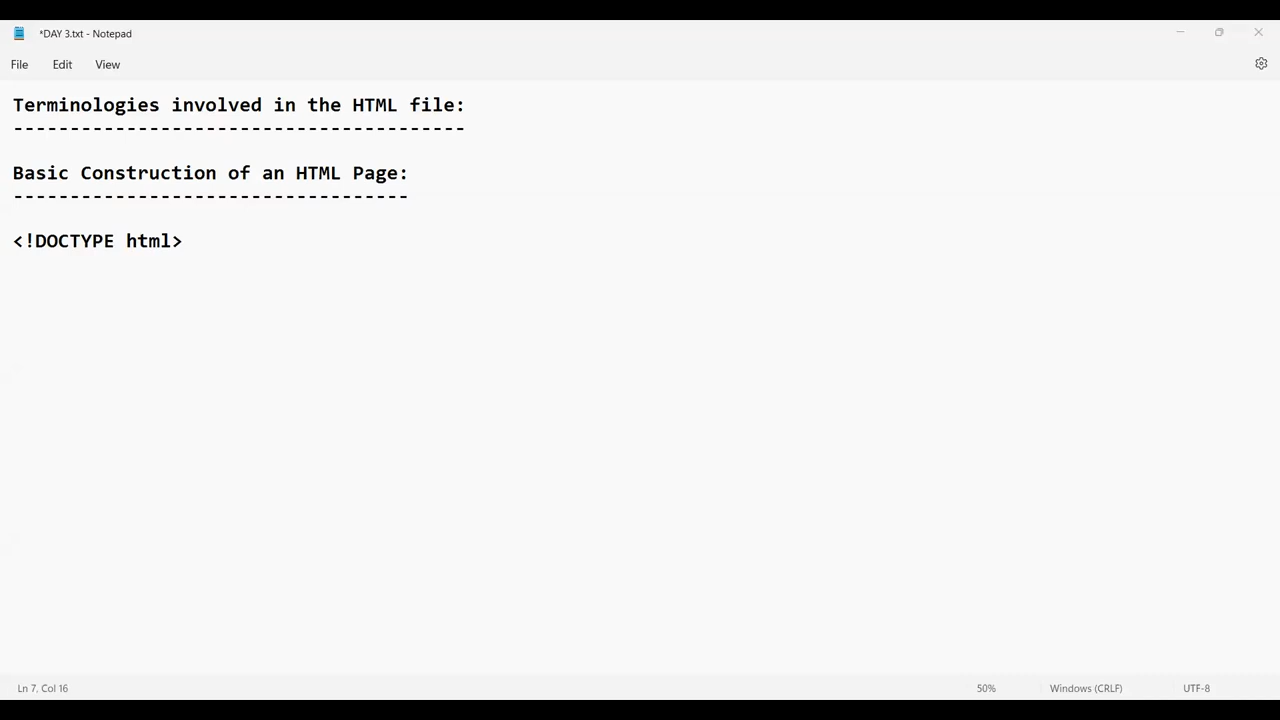 *DAY 3.txt - Notepad
File Edit View
Terminologies involved in the HTML file:
----------------------------------------
Basic Construction of an HTML Page:
-----------------------------------
<!DOCTYPE html>
Ln 7, Col 16 50% Windows (CRLF) UTF-8